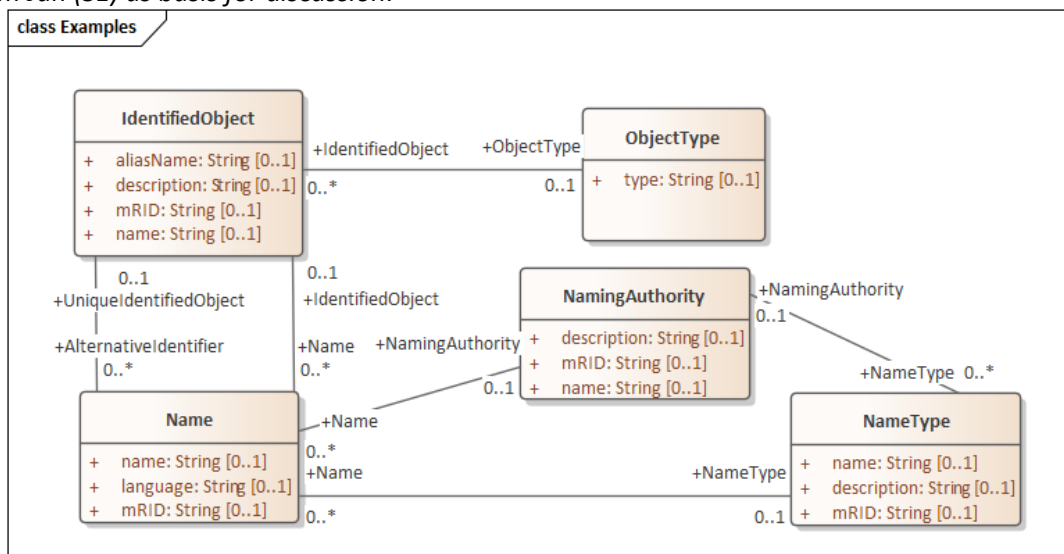 as basis for discussion.
class Examples
IdentifiedObject
+ aliasName: String [0..1]
+ description: String [0..1]
+ mRID: String [0..1]
+ name: String [0..1]
+IdentifiedObject
0..*
+ObjectType
0..1
ObjectType
+ type: String [0..1]
0..1
+UniqueIdentifiedObject
+AlternativeIdentifier
0..*
0..1
+IdentifiedObject
+Name
0..*
+NamingAuthority
0..1
NamingAuthority
+ description: String [0..1]
+ mRID: String [0..1]
+ name: String [0..1]
+NamingAuthority
0..1
+NameType 0..*
Name
+ name: String [0..1]
+ language: String [0..1]
+ mRID: String [0..1]
+Name
0..*
+Name
0..*
+NameType
0..1
NameType
+ name: String [0..1]
+ description: String [0..1]
+ mRID: String [0..1]